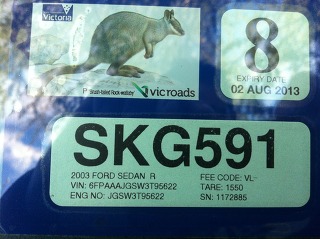 Victoria
8
EXPIRY DATE
02 AUG 2013
Brush-tailed Rock-wallaby
vicroads
SKG591
2003 FORD SEDAN R
FEE CODE: VL-
VIN: 6FPAAAJGSW3T95622
TARE: 1550
ENG NO: JGSW3T95622
SN: 1172885